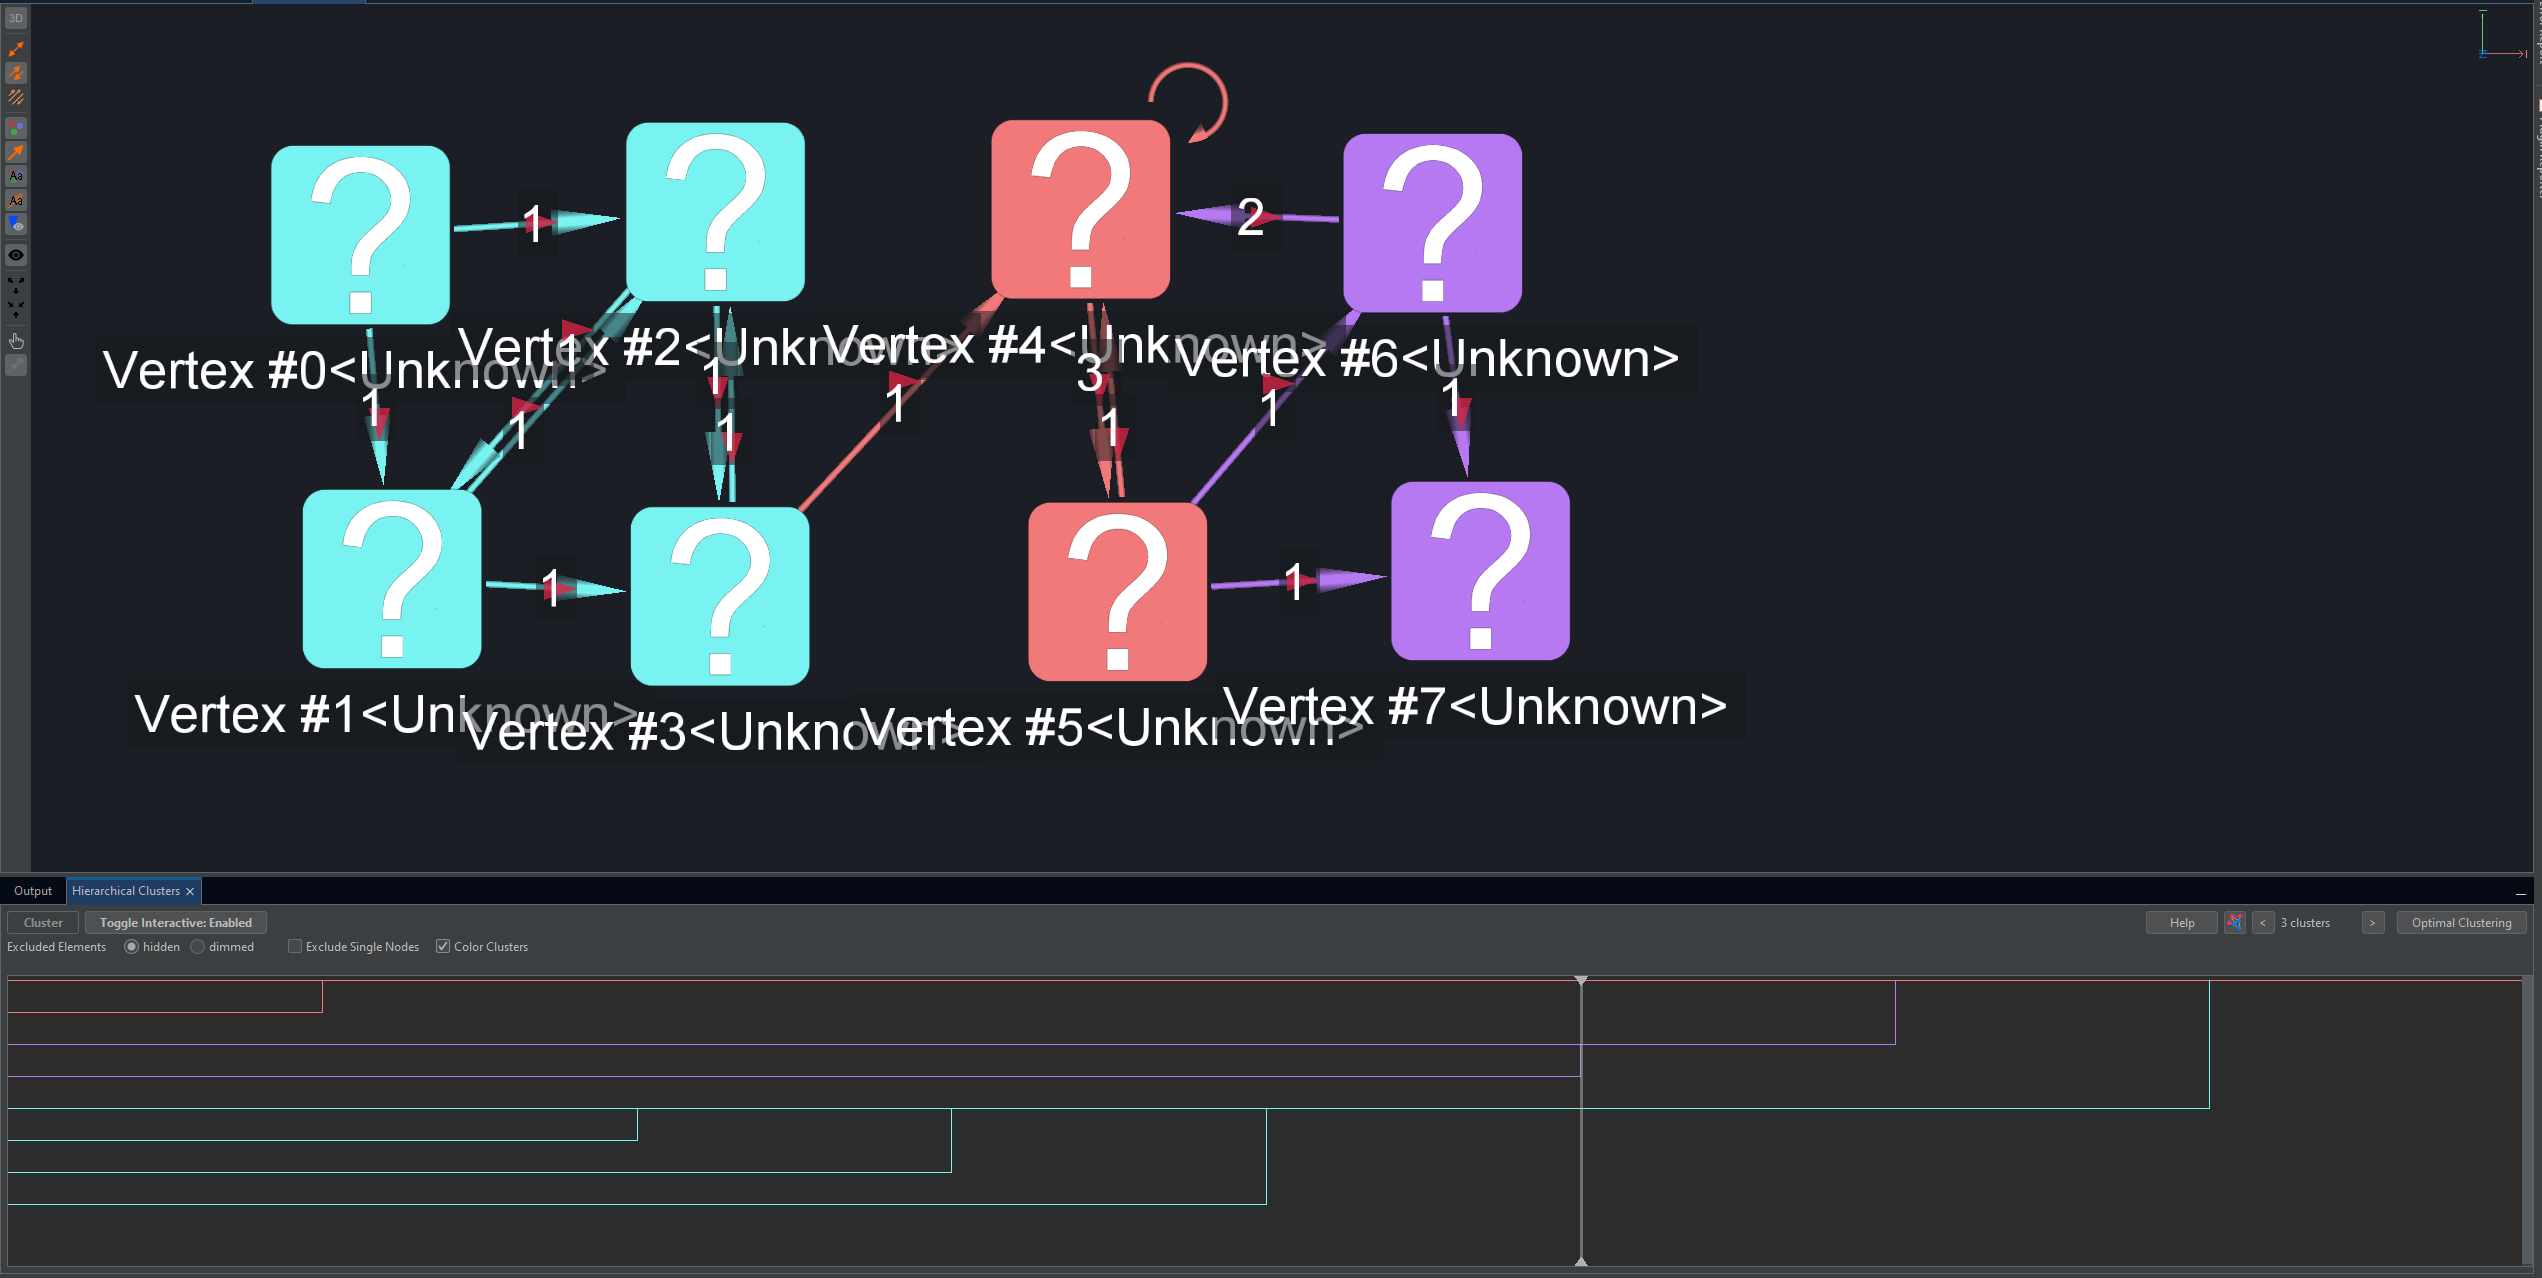 3D
Aa
Aa
1
2
Vertex #0<Unknown>
Vertex #2<Unknown>
Vertex #4<Unknown>
Vertex #6<Unknown>
1
1
1
3
1
1
1
1
1
1
1
1
1
Vertex #1<Unknown>
Vertex #3<Unknown>
Vertex #5<Unknown>
Vertex #7<Unknown>
Output
Hierarchical Clusters
Cluster
Toggle Interactive: Enabled
Help
<
3 clusters
>
Optimal Clustering
Excluded Elements
hidden
dimmed
Exclude Single Nodes
Color Clusters